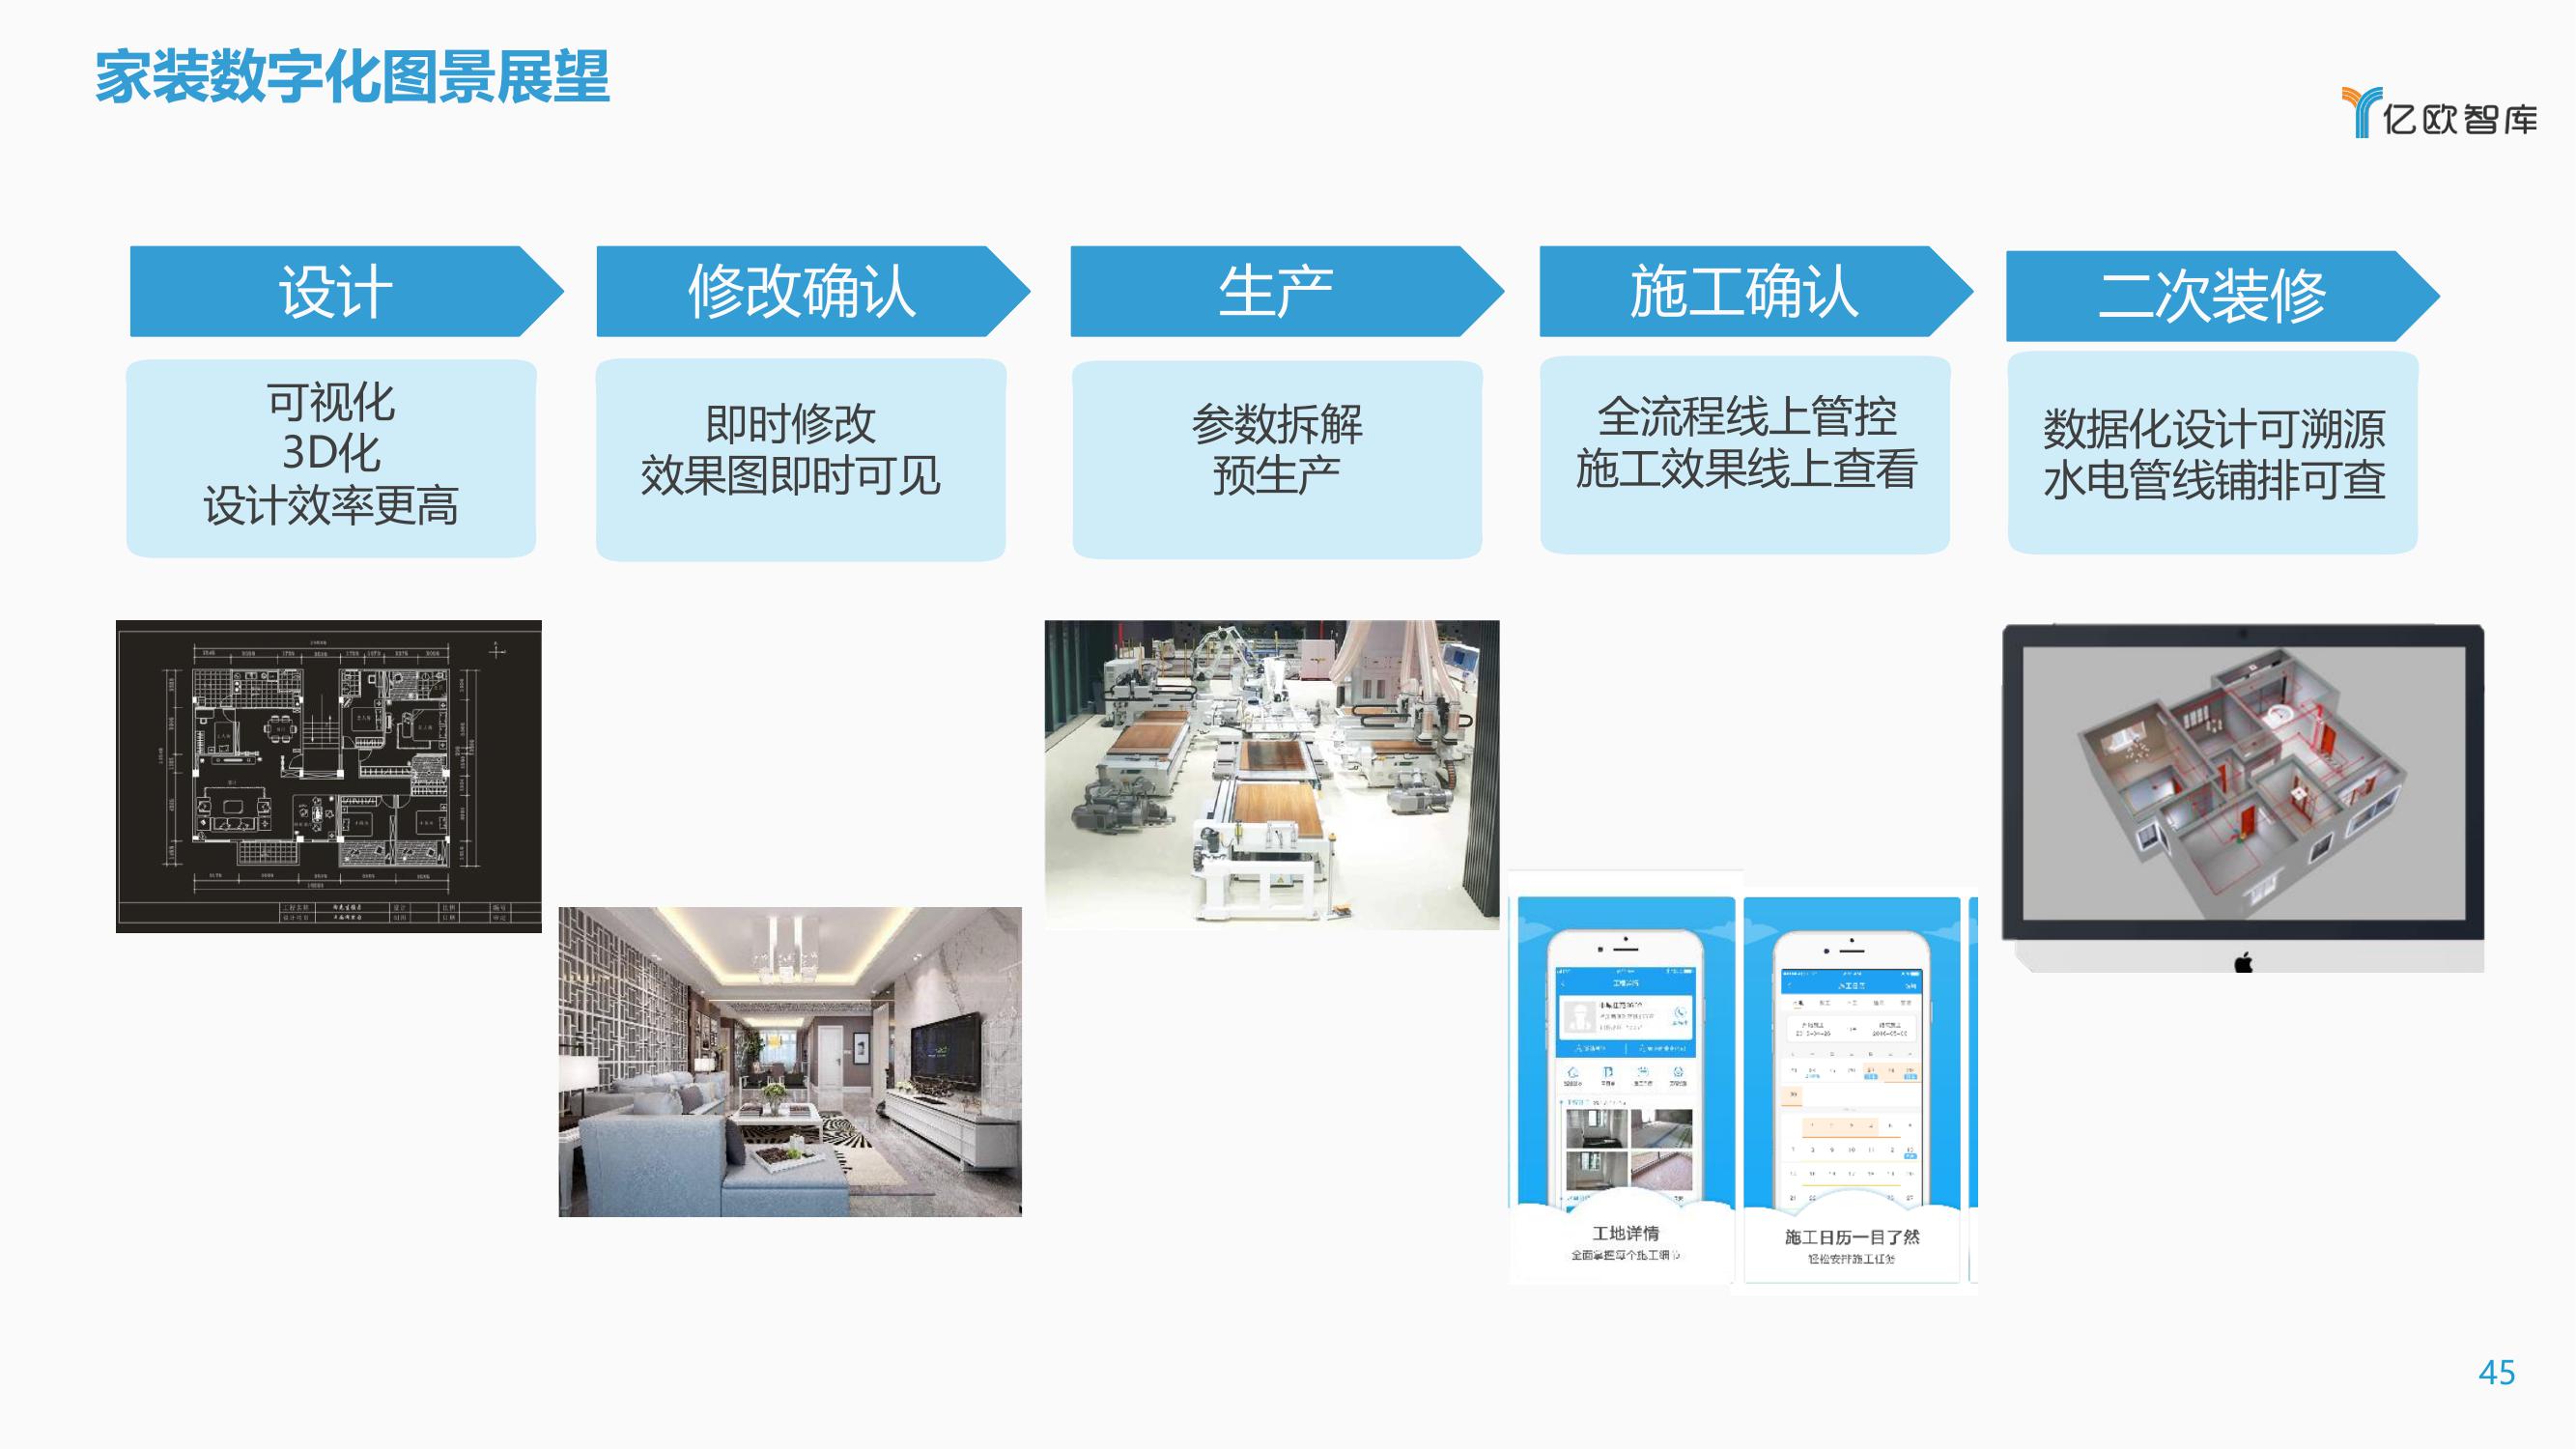 家装数字化图景展望
亿欧智库
设计
修改确认
生产
施工确认
二次装修
可视化
3D化
设计效率更高
即时修改
效果图即时可见
参数拆解
预生产
全流程线上管控
施工效果线上查看
数据化设计可溯源
水电管线铺排可查
工地详情
全面掌握每个施工细节
施工日历一目了然
轻松安排施工任务
45